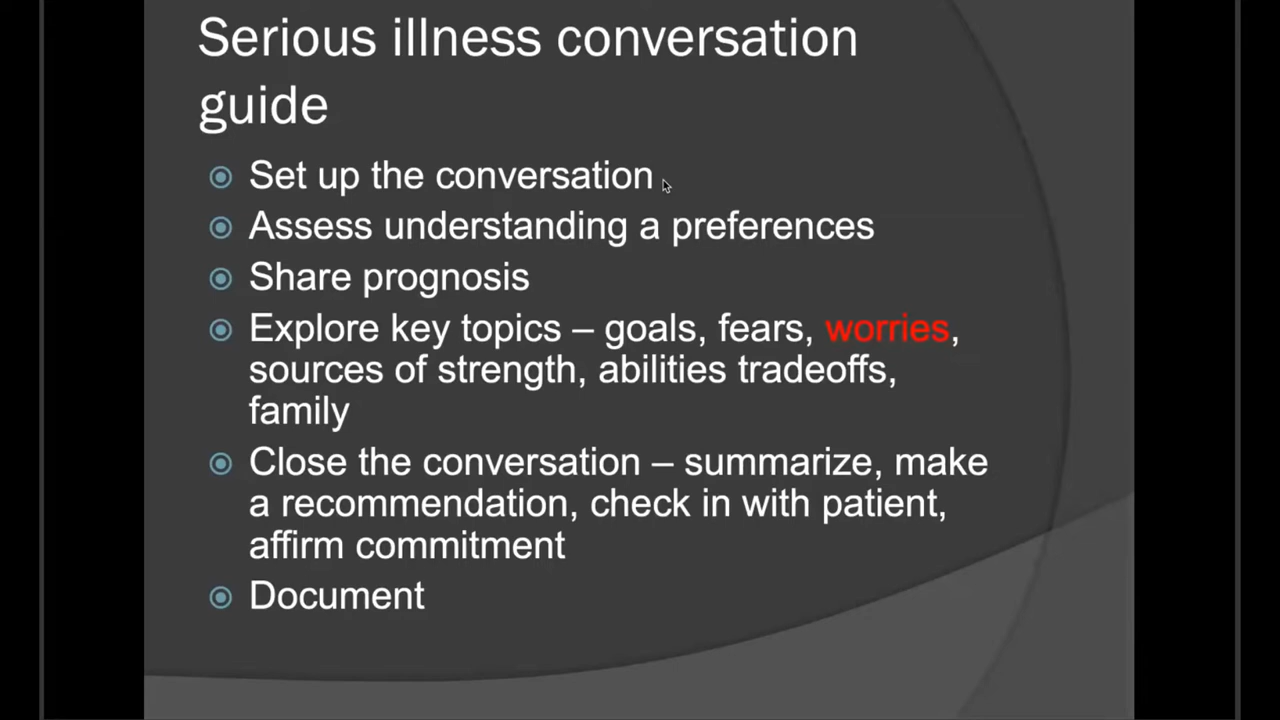 Serious illness conversation
guide
Set up the conversation
Assess understanding a preferences
Share prognosis
Explore key topics – goals, fears, worries,
sources of strength, abilities tradeoffs,
family
Close the conversation – summarize, make
a recommendation, check in with patient,
affirm commitment
Document